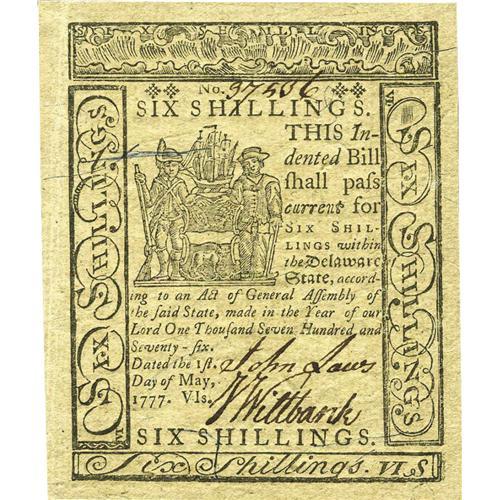 SIX SHILLINGS
No. 97556
SIX SHILLINGS.
THIS In-
dented Bill
ſhall paſs
current for
SIX SHIL-
LINGS within
the Delaware
State, accord-
ing to an Act of General Aſſembly of
the ſaid State, made in the Year of our
Lord One Thouſand Seven Hundred and
Seventy-ſix.
Dated the 1ſt.
Day of May,
1777. VIs.
John Laws
J Wiltbank
SIX SHILLINGS.
Six Shillings. VI S
SIX SHILLINGS
SIX SHILLINGS